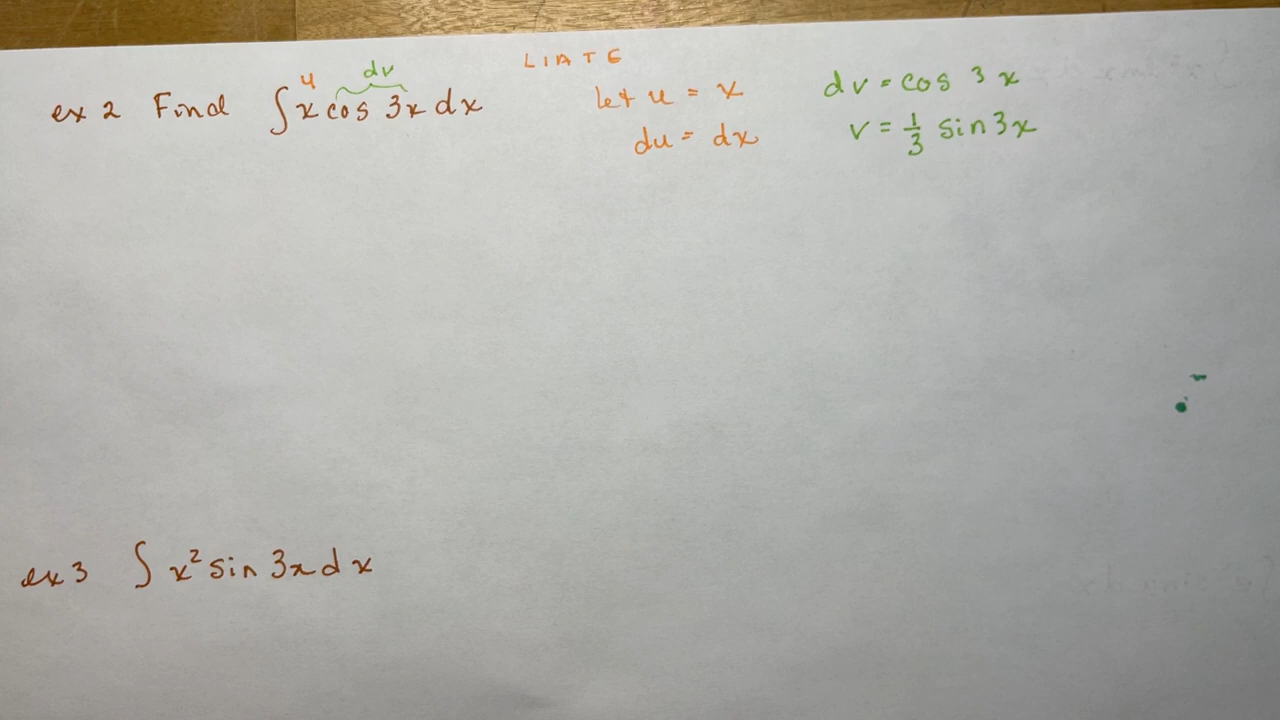 LIATE
u dv
ex 2 Find ∫ x cos 3x dx let u = x dv = cos 3x
du = dx v = 1/3 sin 3x
ex 3 ∫ x² sin 3x dx